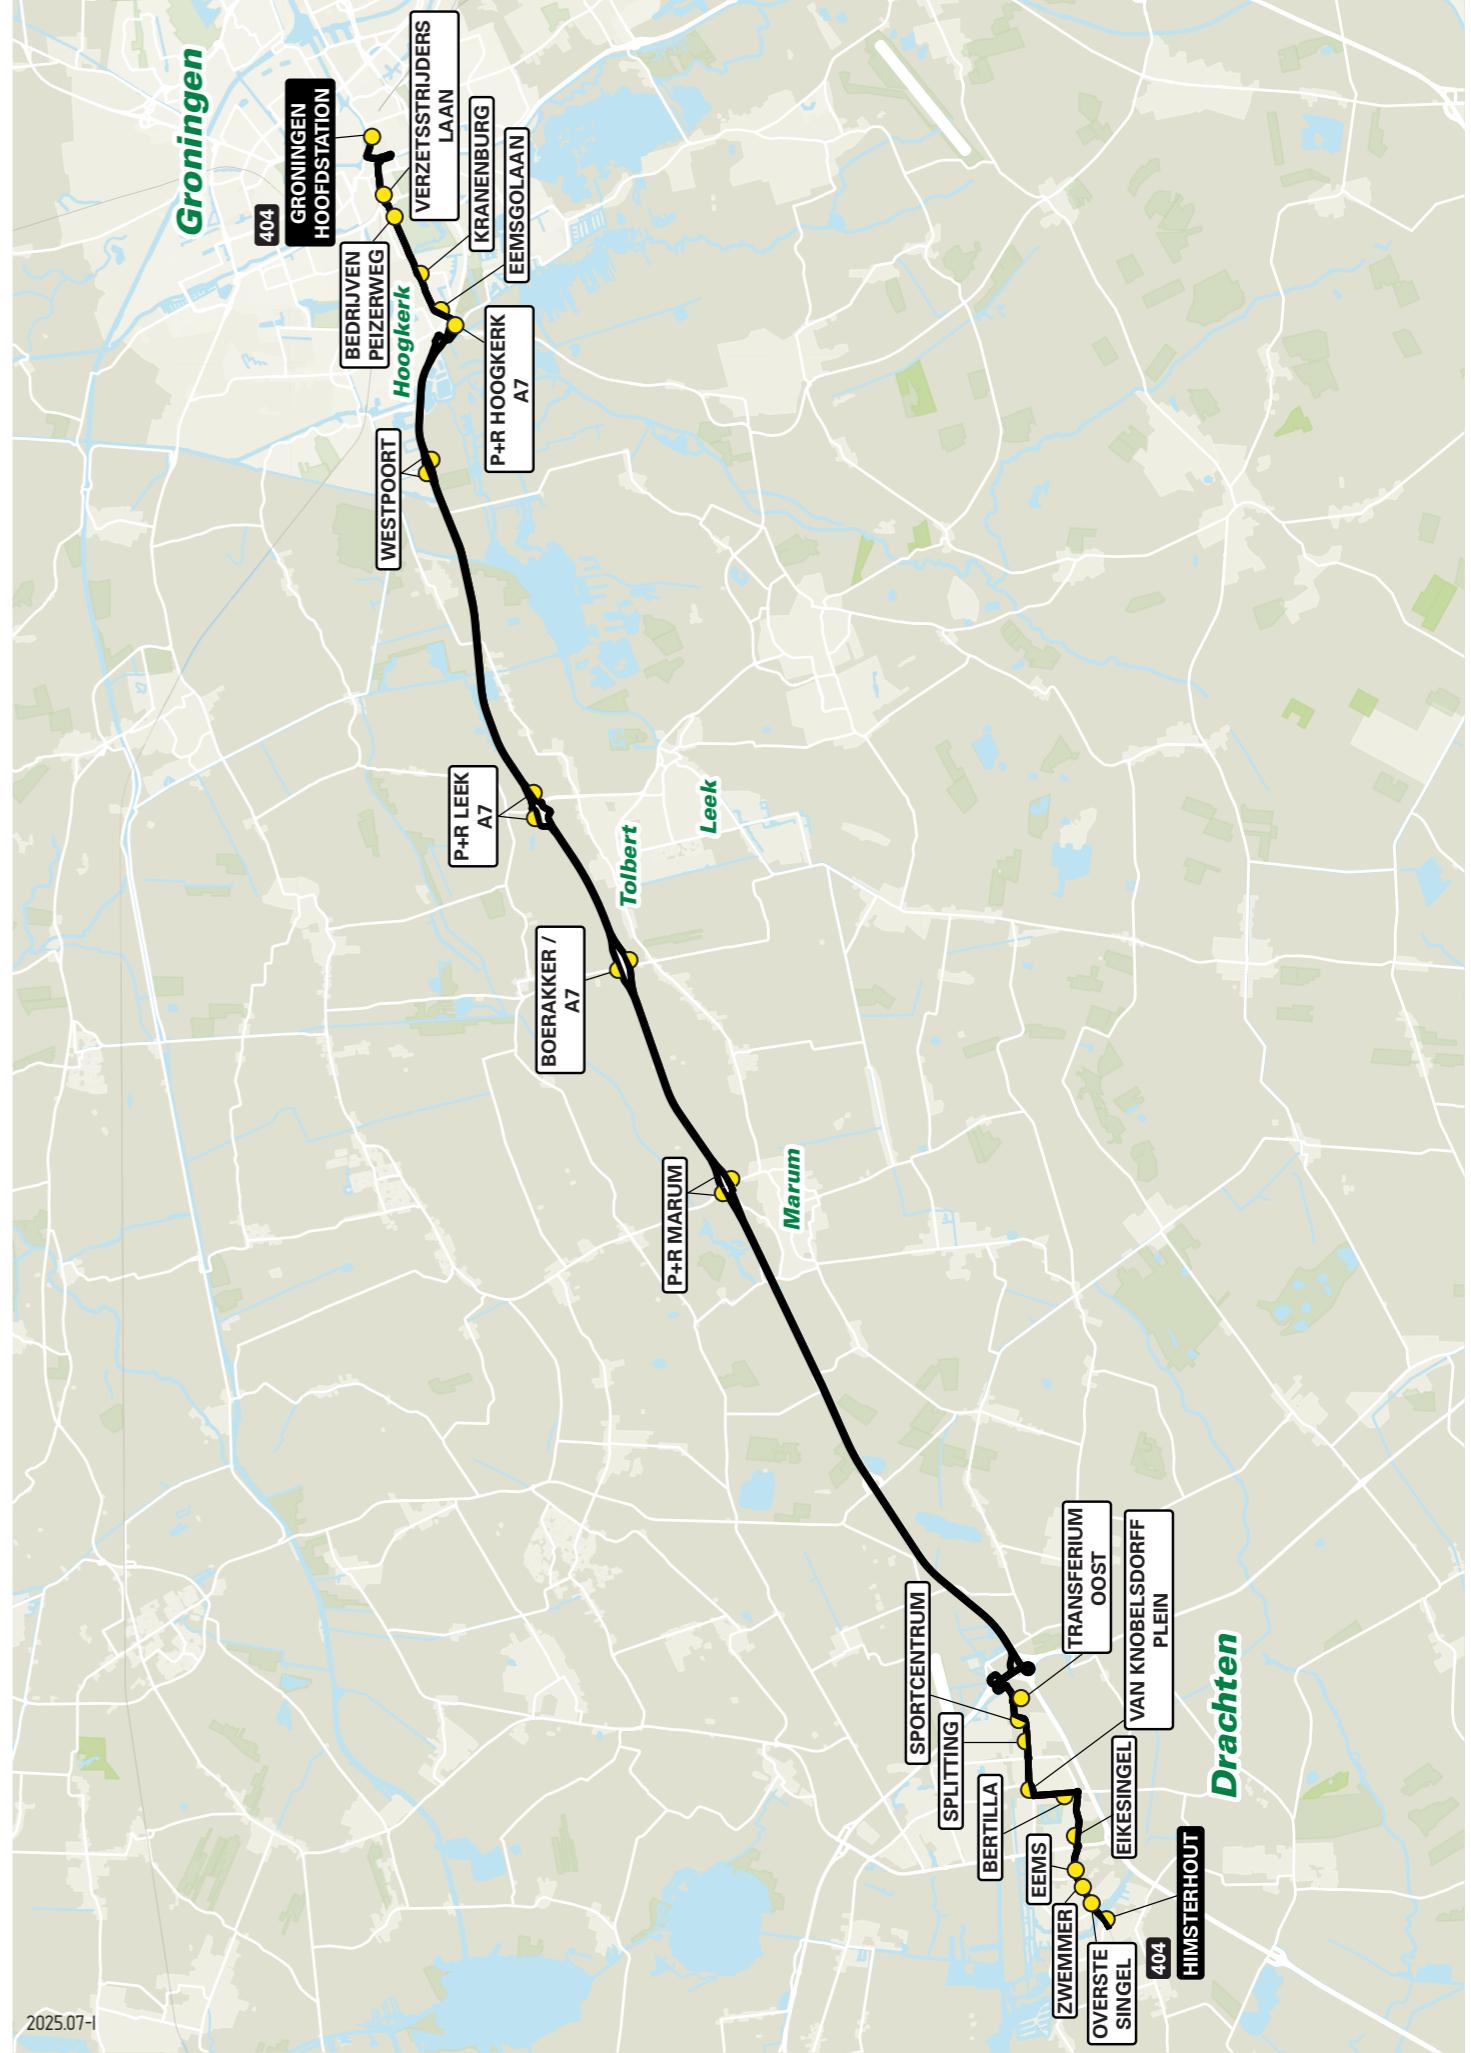 Groningen
404
GRONINGEN
HOOFDSTATION
VERZETSSTRIJDERS
LAAN
BEDRIJVEN
PEIZERWEG
KRANENBURG
EEMSGOLAAN
Hoogkerk
P+R HOOGKERK
A7
WESTPOORT
P+R LEEK
A7
Leek
Tolbert
BOERAKKER /
A7
P+R MARUM
Marum
TRANSFERIUM
OOST
SPORTCENTRUM
VAN KNOBELSDORFF
PLEIN
SPLITTING
BERTILLA
Drachten
EIKESINGEL
EEMS
ZWEMMER
OVERSTE
SINGEL
404
HIMSTERHOUT
2025.07-I